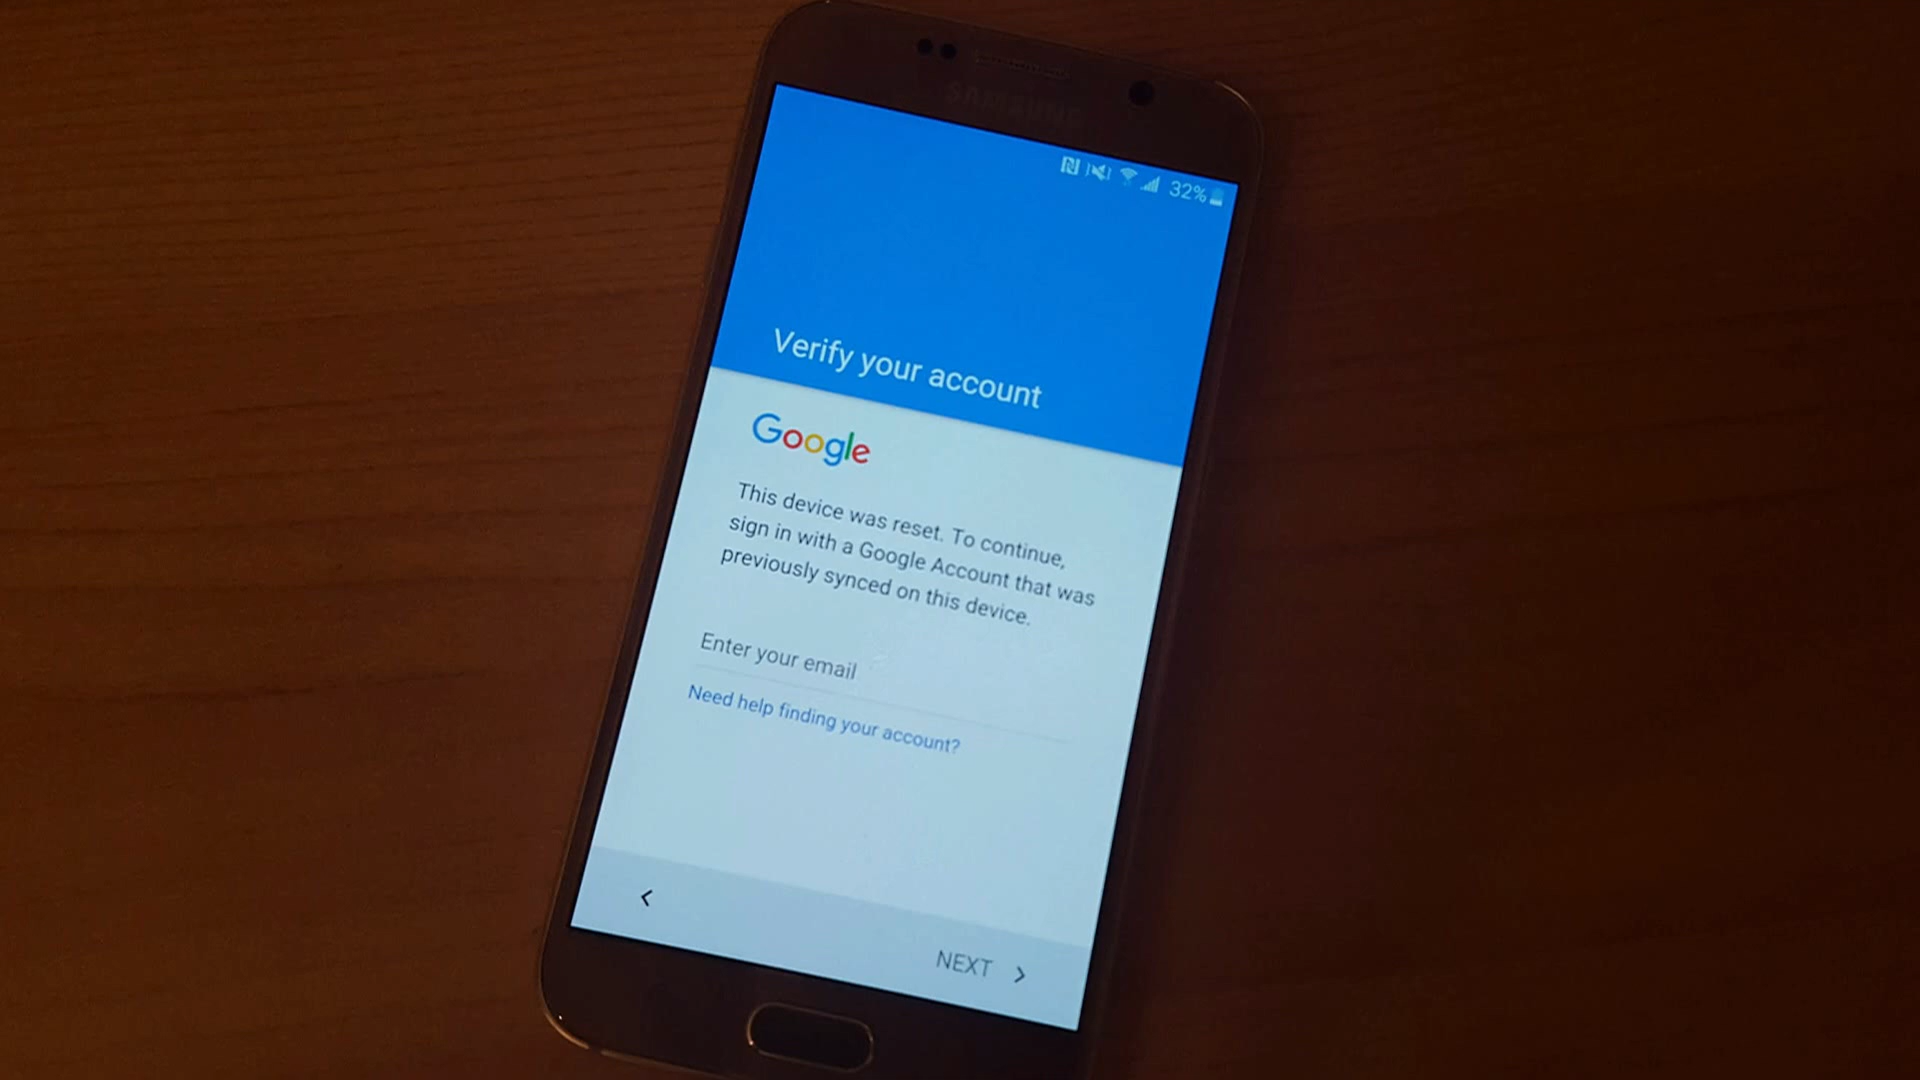 SAMSUNG
32%
Verify your account
Google
This device was reset. To continue,
sign in with a Google Account that was
previously synced on this device.
Enter your email
Need help finding your account?
NEXT